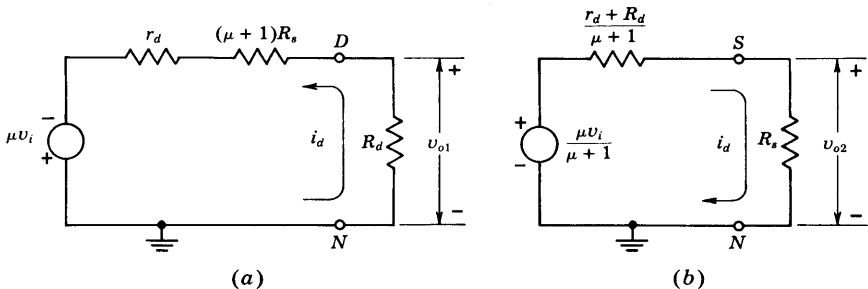 r_d
(μ + 1)R_s
D
−
μv_i
+
i_d
R_d
+
v_o1
−
N
(a)
r_d + R_d
μ + 1
S
+
−
μv_i
μ + 1
i_d
R_s
+
v_o2
−
N
(b)